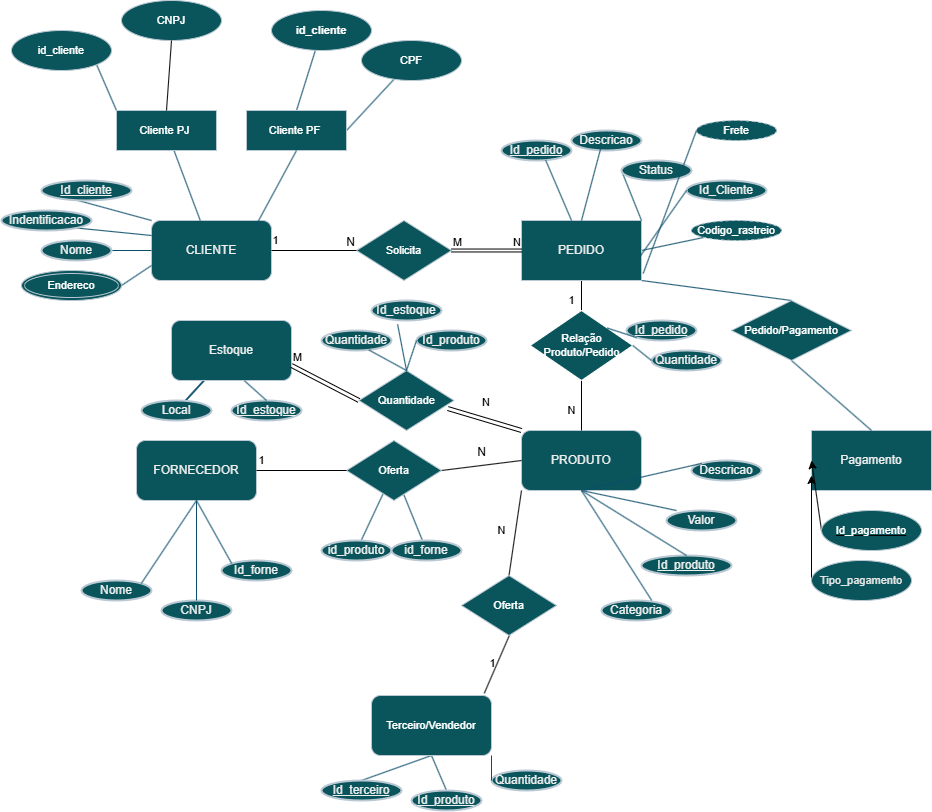 CNPJ
id_cliente
id_cliente
CPF
Cliente PJ
Cliente PF
Frete
Descricao
Id_pedido
Status
Id_cliente
Id_Cliente
Indentificacao
Codigo_rastreio
Nome
CLIENTE
1
N
Solicita
M
N
PEDIDO
Endereco
1
Id_estoque
Quantidade
Id_produto
Id_pedido
Pedido/Pagamento
Relação
Produto/Pedido
Quantidade
Estoque
M
Quantidade
N
N
Local
Id_estoque
FORNECEDOR
1
Oferta
N
PRODUTO
Descricao
Pagamento
Valor
Id_pagamento
N
id_produto
id_forne
Id_produto
Id_forne
Tipo_pagamento
Nome
CNPJ
Oferta
Categoria
1
Terceiro/Vendedor
Quantidade
Id_terceiro
Id_produto